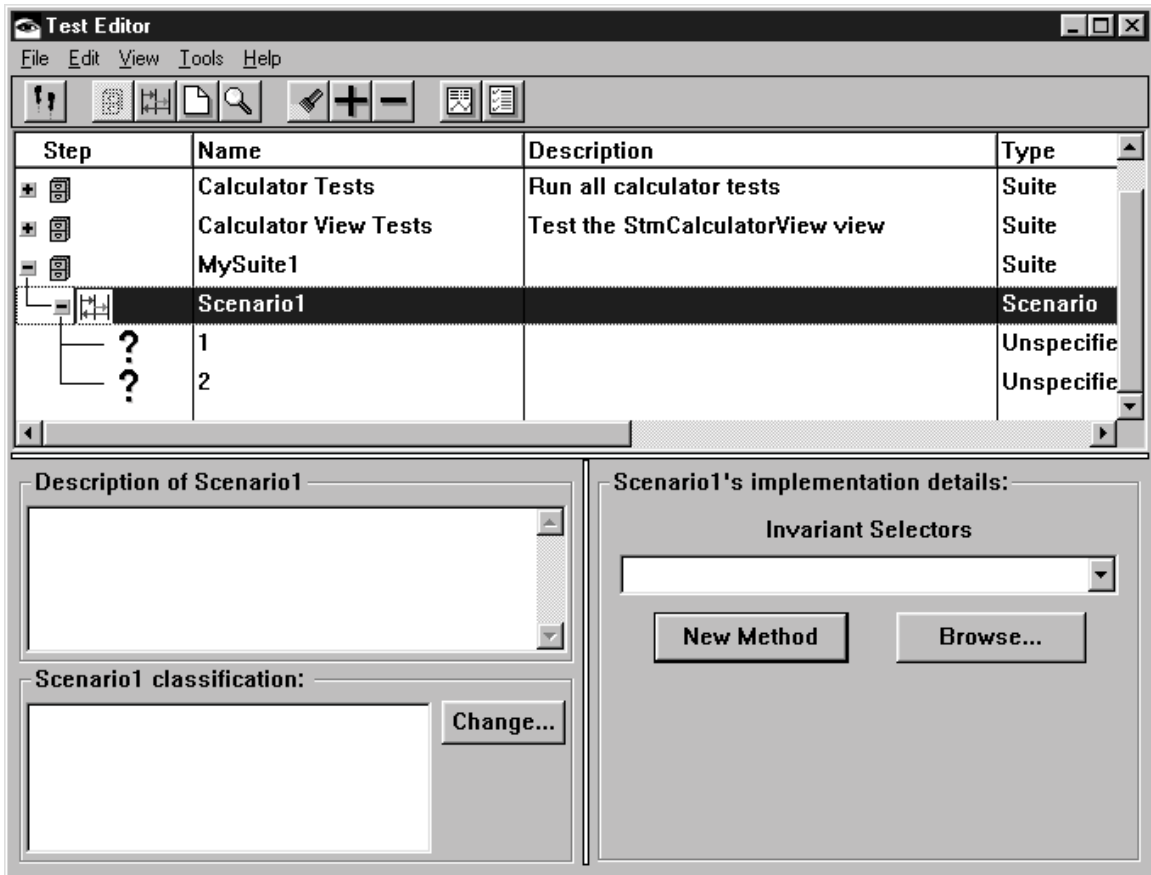 Test Editor
File Edit View Tools Help
Step Name Description Type
Calculator Tests Run all calculator tests Suite
Calculator View Tests Test the StmCalculatorView view Suite
MySuite1 Suite
Scenario1 Scenario
? 1 Unspecifie
? 2 Unspecifie
Description of Scenario1
Scenario1 classification:
Change...
Scenario1's implementation details:
Invariant Selectors
New Method Browse...